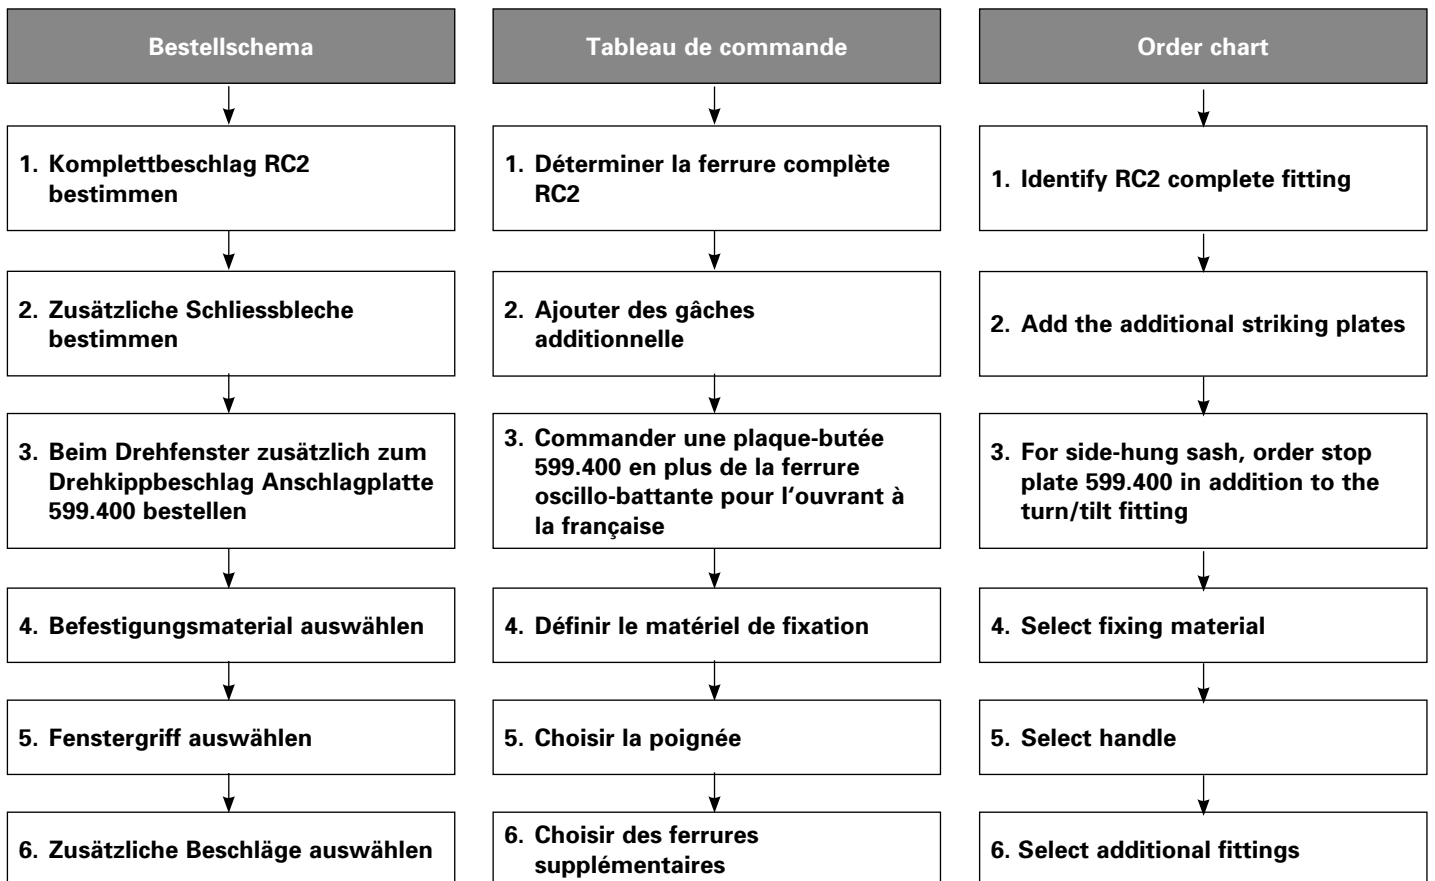 Bestellschema
1. Komplettbeschlag RC2
bestimmen
2. Zusätzliche Schliessbleche
bestimmen
3. Beim Drehfenster zusätzlich zum
Drehkippbeschlag Anschlagplatte
599.400 bestellen
4. Befestigungsmaterial auswählen
5. Fenstergriff auswählen
6. Zusätzliche Beschläge auswählen
Tableau de commande
1. Déterminer la ferrure complète
RC2
2. Ajouter des gâches
additionnelle
3. Commander une plaque-butée
599.400 en plus de la ferrure
oscillo-battante pour l‘ouvrant à
la française
4. Définir le matériel de fixation
5. Choisir la poignée
6. Choisir des ferrures
supplémentaires
Order chart
1. Identify RC2 complete fitting
2. Add the additional striking plates
3. For side-hung sash, order stop
plate 599.400 in addition to the
turn/tilt fitting
4. Select fixing material
5. Select handle
6. Select additional fittings